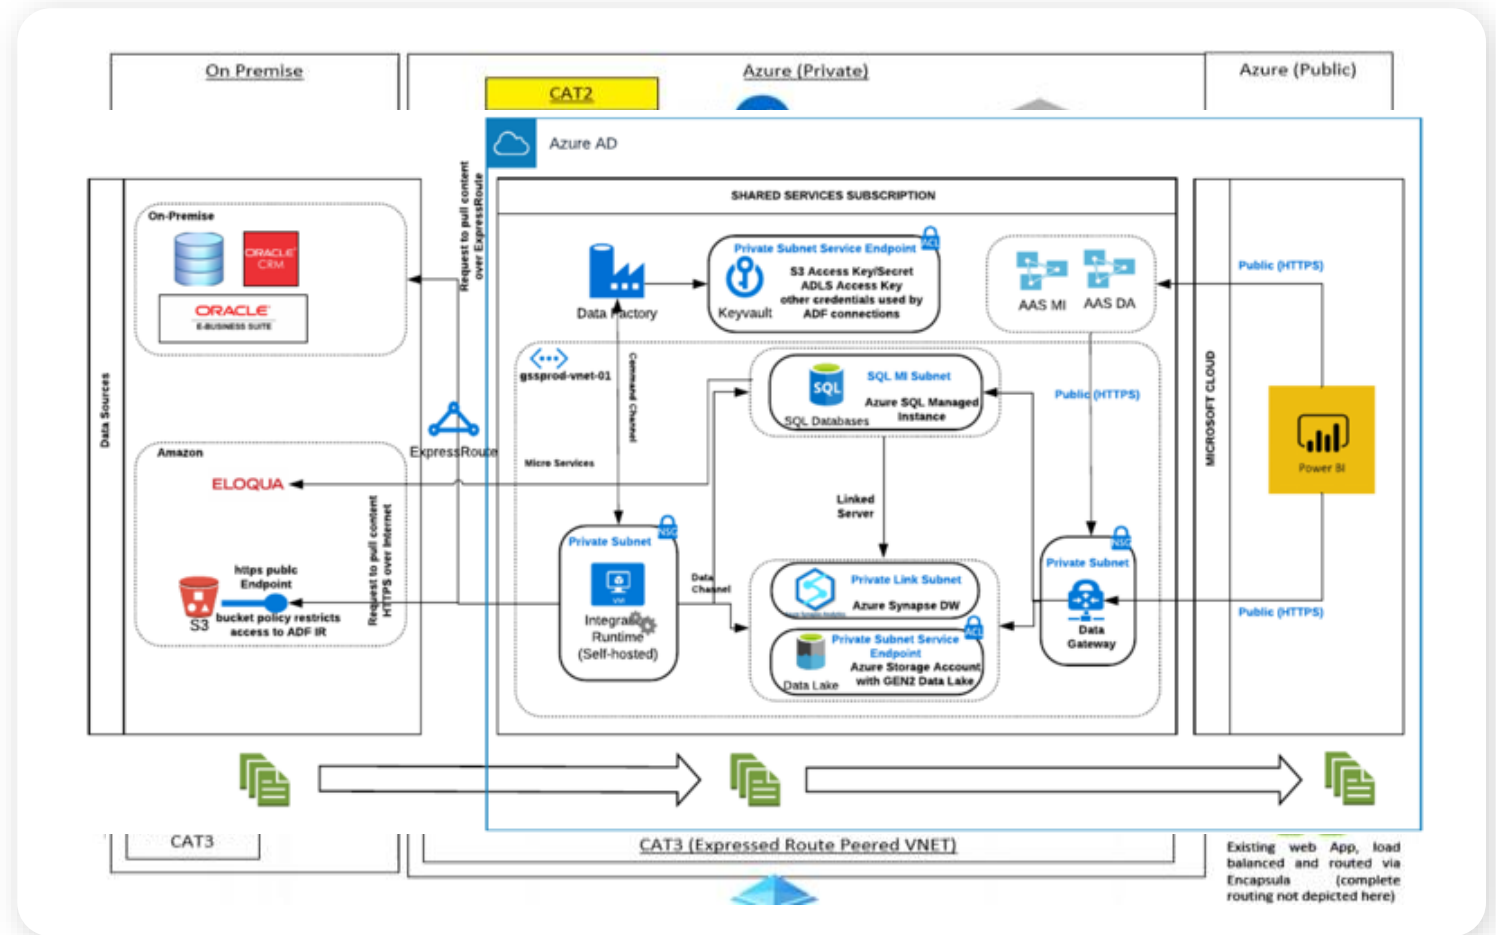 On Premise
Azure (Private)
Azure (Public)
CAT2
Azure AD
Request to pull content
over ExpressRoute
SHARED SERVICES SUBSCRIPTION
Data Sources
On-Premise
ORACLE
CRM
ORACLE
E-BUSINESS SUITE
Data Factory
Private Subnet Service Endpoint
ACL
S3 Access Key/Secret
ADLS Access Key
other credentials used by
ADF connections
Keyvault
AAS MI
AAS DA
Public (HTTPS)
MICROSOFT CLOUD
gssprod-vnet-01
Command Channel
SQL
SQL MI Subnet
Azure SQL Managed
Instance
SQL Databases
Public (HTTPS)
Power BI
ExpressRoute
Amazon
ELOQUA
Micro Services
Linked
Server
Request to pull content
HTTPS over Internet
https publc
Endpoint
S3
bucket policy restricts
access to ADF IR
Private Subnet
NSG
VM
Runtime
(Self-hosted)
Data
Channel
Private Link Subnet
Azure Synapse DW
Private Subnet Service
Endpoint
ACL
Azure Storage Account
with GEN2 Data Lake
Data Lake
Private Subnet
NSG
Data
Gateway
Public (HTTPS)
CAT3
CAT3 (Expressed Route Peered VNET)
Existing web App, load
balanced and routed via
Encapsula (complete
routing not depicted here)